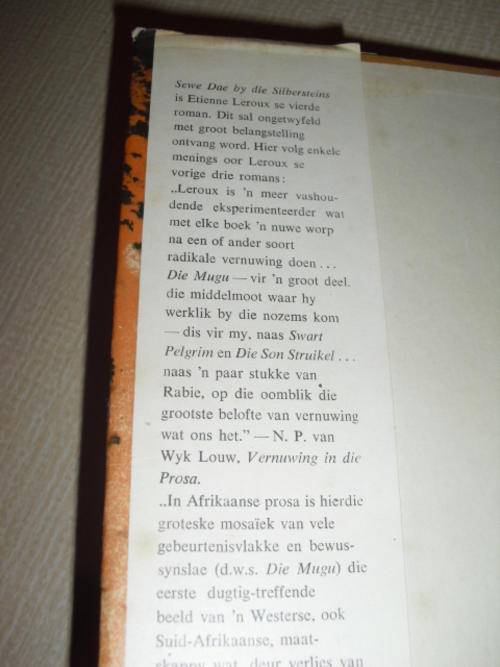 Sewe Dae by die Silbersteins
is Etienne Leroux se vierde
roman. Dit sal ongetwyfeld
met groot belangstelling
ontvang word. Hier volg enkele
menings oor Leroux se
vorige drie romans:
„Leroux is 'n meer vashou-
dende eksperimenteerder wat
met elke boek 'n nuwe worp
na een of ander soort
radikale vernuwing doen...
Die Mugu — vir 'n groot deel.
die middelmoot waar hy
werklik by die nozems kom
— dis vir my, naas Swart
Pelgrim en Die Son Struikel...
naas 'n paar stukke van
Rabie, op die oomblik die
grootste belofte van vernuwing
wat ons het.” — N. P. van
Wyk Louw, Vernuwing in die
Prosa.
„In Afrikaanse prosa is hierdie
groteske mosaïek van vele
gebeurtenisvlakke en bewus-
synslae (d.w.s. Die Mugu) die
eerste dugtig-treffende
beeld van 'n Westerse, ook
Suid-Afrikaanse, maat-
skappy wat, deur verlies van